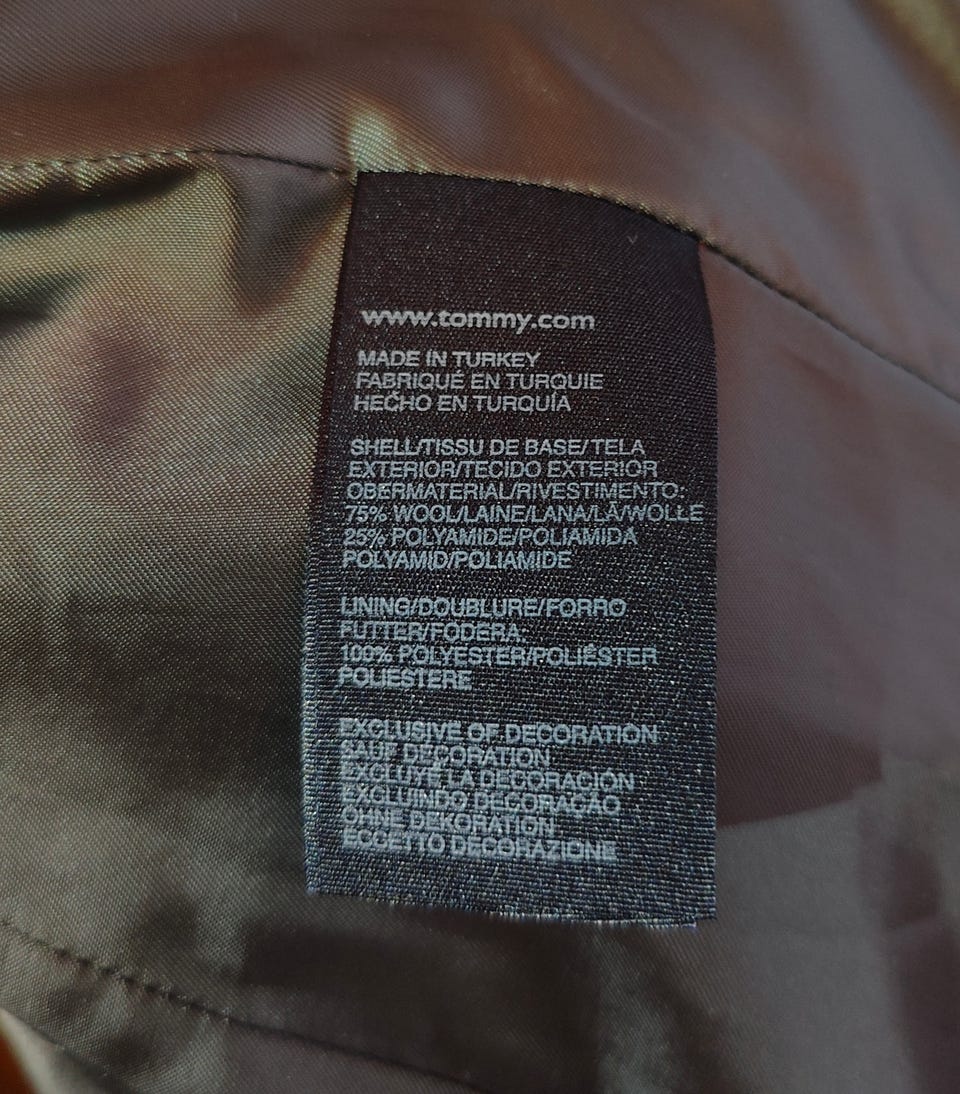 www.tommy.com
MADE IN TURKEY
FABRIQUÉ EN TURQUIE
HECHO EN TURQUÍA
SHELL/TISSU DE BASE/TELA
EXTERIOR/TECIDO EXTERIOR
OBERMATERIAL/RIVESTIMENTO:
75% WOOL/LAINE/LANA/LÃ/WOLLE
25% POLYAMIDE/POLIAMIDA
POLYAMID/POLIAMIDE
LINING/DOUBLURE/FORRO
FUTTER/FODERA:
100% POLYESTER/POLIÉSTER
POLIESTERE
EXCLUSIVE OF DECORATION
SAUF DECORATION
EXCLUYE LA DECORACIÓN
EXCLUINDO DECORAÇAO
OHNE DEKORATION
ECCETTO DECORAZIONE